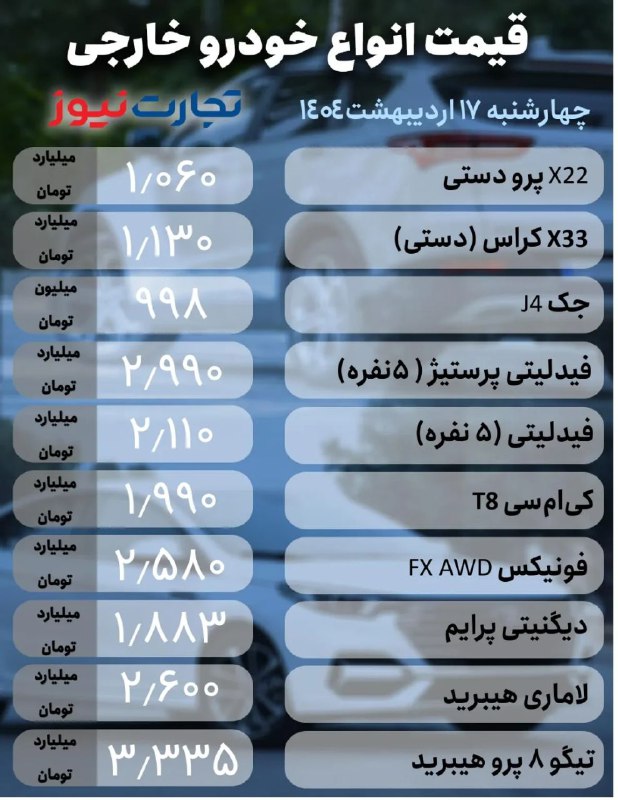 قیمت انواع خودرو خارجی
چهارشنبه ۱۷ اردیبهشت ۱۴۰۴
تجارت‌نیوز
X22 پرو دستی
۱/۰۶۰
میلیارد
تومان
X33 کراس (دستی)
۱/۱۳۰
میلیارد
تومان
جک J4
۹۹۸
میلیون
تومان
فیدلیتی پرستیژ ( ۵نفره)
۲/۹۹۰
میلیارد
تومان
فیدلیتی (۵ نفره)
۲/۱۱۰
میلیارد
تومان
کی‌ام‌سی T8
۱/۹۹۰
میلیارد
تومان
فونیکس FX AWD
۲/۵۸۰
میلیارد
تومان
دیگنیتی پرایم
۱/۸۸۳
میلیارد
تومان
لاماری هیبرید
۲/۶۰۰
میلیارد
تومان
تیگو ۸ پرو هیبرید
۳/۳۳۵
میلیارد
تومان